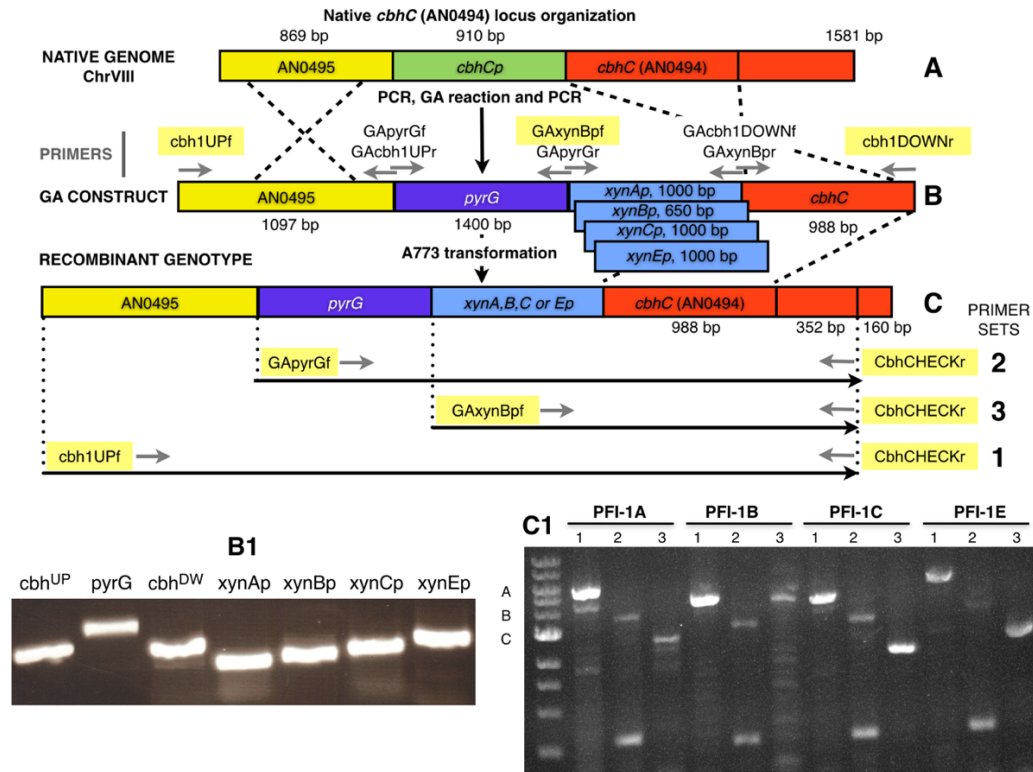 Native cbhC (AN0494) locus organization
869 bp 910 bp 1581 bp
NATIVE GENOME
ChrVIII
AN0495 cbhCp cbhC (AN0494) A
PCR, GA reaction and PCR
PRIMERS
cbh1UPf
GApyrGf
GAcbh1UPr
GAxynBpf
GApyrGr
GAcbh1DOWNf
GAxynBpr
cbh1DOWNr
GA CONSTRUCT
AN0495 pyrG xynAp, 1000 bp cbhC B
xynBp, 650 bp
xynCp, 1000 bp
xynEp, 1000 bp
1097 bp 1400 bp 988 bp
A773 transformation
RECOMBINANT GENOTYPE
AN0495 pyrG xynA,B,C or Ep cbhC (AN0494) C
988 bp 352 bp 160 bp
PRIMER
SETS
GApyrGf CbhCHECKr 2
GAxynBpf CbhCHECKr 3
cbh1UPf CbhCHECKr 1
B1
cbhUP pyrG cbhDW xynAp xynBp xynCp xynEp
C1
PFI-1A PFI-1B PFI-1C PFI-1E
1 2 3 1 2 3 1 2 3 1 2 3
A
B
C